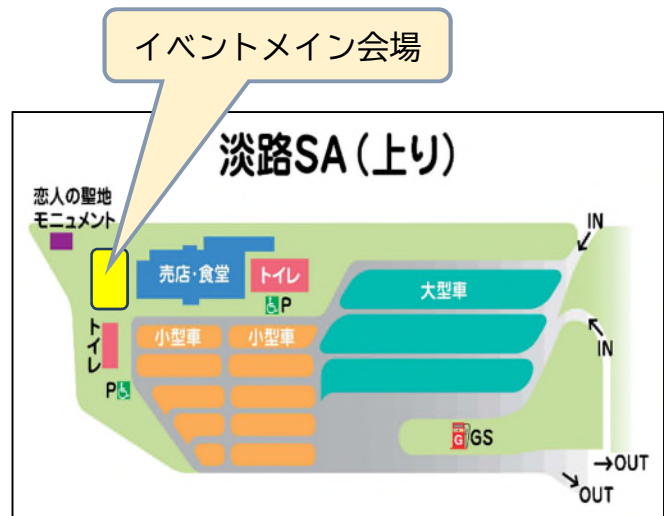 イベントメイン会場
淡路SA(上り)
恋人の聖地
モニュメント
IN
売店・食堂
トイレ
大型車
P
小型車
小型車
トイレ
IN
P
G
GS
→OUT
OUT